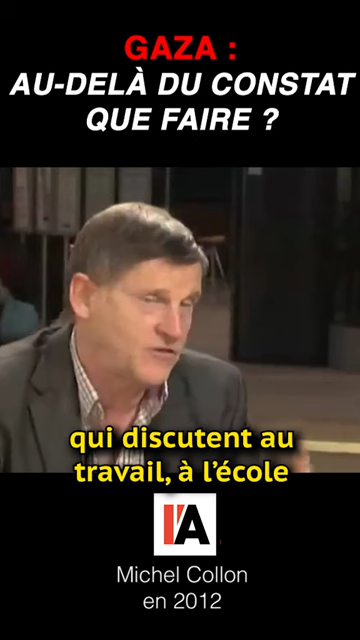 GAZA :
AU-DELÀ DU CONSTAT
QUE FAIRE ?
qui discutent au
travail, à l'école
I'A
Michel Collon
en 2012